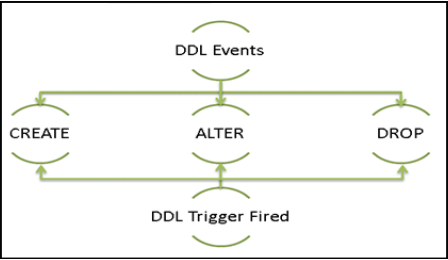 DDL Events
CREATE
ALTER
DROP
DDL Trigger Fired